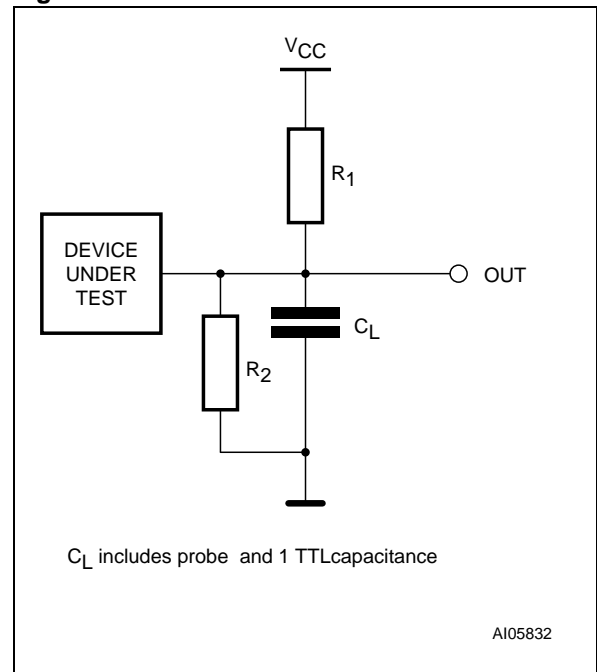 VCC
R1
DEVICE
UNDER
TEST
OUT
CL
R2
CL includes probe and 1 TTLcapacitance
AI05832